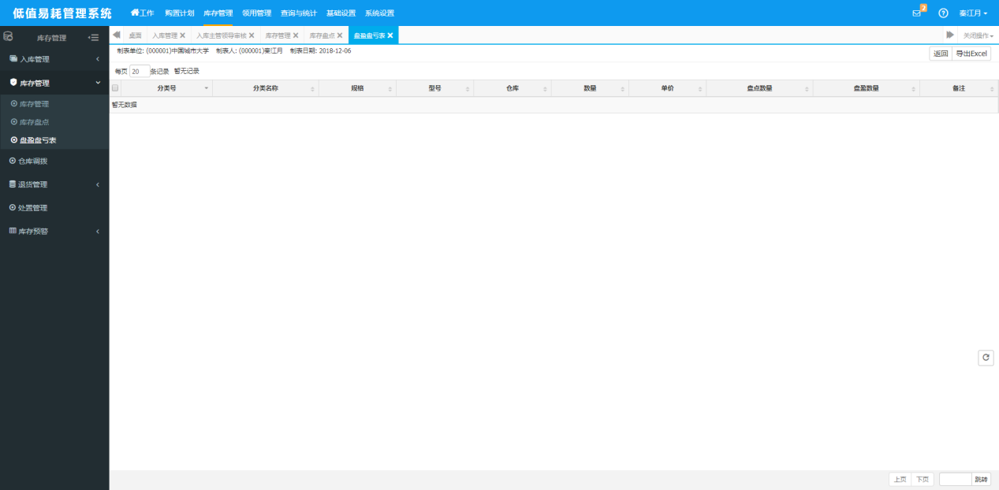 低值易耗管理系统 工作 购置计划 库存管理 领用管理 查询与统计 基础设置 系统设置 2 秦江月
库存管理
桌面 入库管理 入库主管领导审核 库存管理 库存盘点 盘盈盘亏表 关闭操作
入库管理
库存管理
库存管理
库存盘点
盘盈盘亏表
仓库调拨
退货管理
处置管理
库存预警
制表单位: (000001)中国城市大学 制表人: (000001)秦江月 制表日期: 2018-12-06
返回 导出Excel
每页 20 条记录 暂无记录
分类号 分类名称 规格 型号 仓库 数量 单价 盘点数量 盘盈数量 备注
暂无数据
上页 下页 跳转